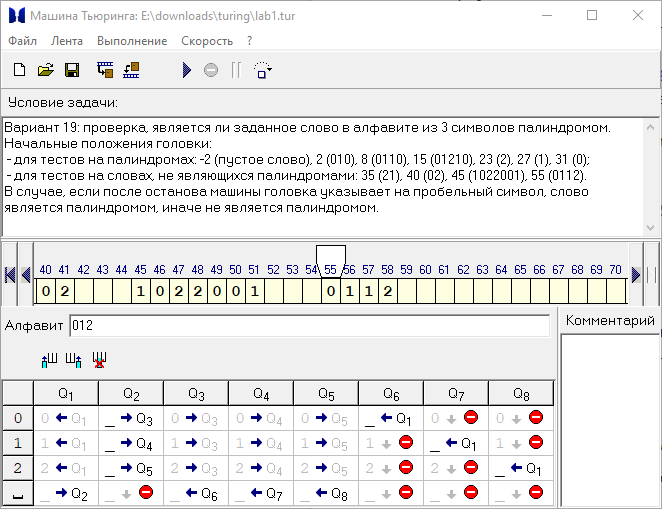 Машина Тьюринга: E:\downloads\turing\lab1.tur
Файл Лента Выполнение Скорость ?
Условие задачи:
Вариант 19: проверка, является ли заданное слово в алфавите из 3 символов палиндромом.
Начальные положения головки:
- для тестов на палиндромах: -2 (пустое слово), 2 (010), 8 (0110), 15 (01210), 23 (2), 27 (1), 31 (0);
- для тестов на словах, не являющихся палиндромами: 35 (21), 40 (02), 45 (1022001), 55 (0112).
В случае, если после останова машины головка указывает на пробельный символ, слово
является палиндромом, иначе не является палиндромом.
40 41 42 43 44 45 46 47 48 49 50 51 52 53 54 55 56 57 58 59 60 61 62 63 64 65 66 67 68 69 70
0 2 1 0 2 2 0 0 1 0 1 1 2
Алфавит 012
Комментарий
Q1 Q2 Q3 Q4 Q5 Q6 Q7 Q8
0 0 ← Q1 _ → Q3 0 → Q3 0 → Q4 0 → Q5 _ ← Q1 0 ↓ 0 ↓
1 1 ← Q1 _ → Q4 1 → Q3 1 → Q4 1 → Q5 1 ↓ _ ← Q1 1 ↓
2 2 ← Q1 _ → Q5 2 → Q3 2 → Q4 2 → Q5 2 ↓ 2 ↓ _ ← Q1
_ → Q2 _ ↓ _ ← Q6 _ ← Q7 _ ← Q8 _ ↓ _ ↓ _ ↓